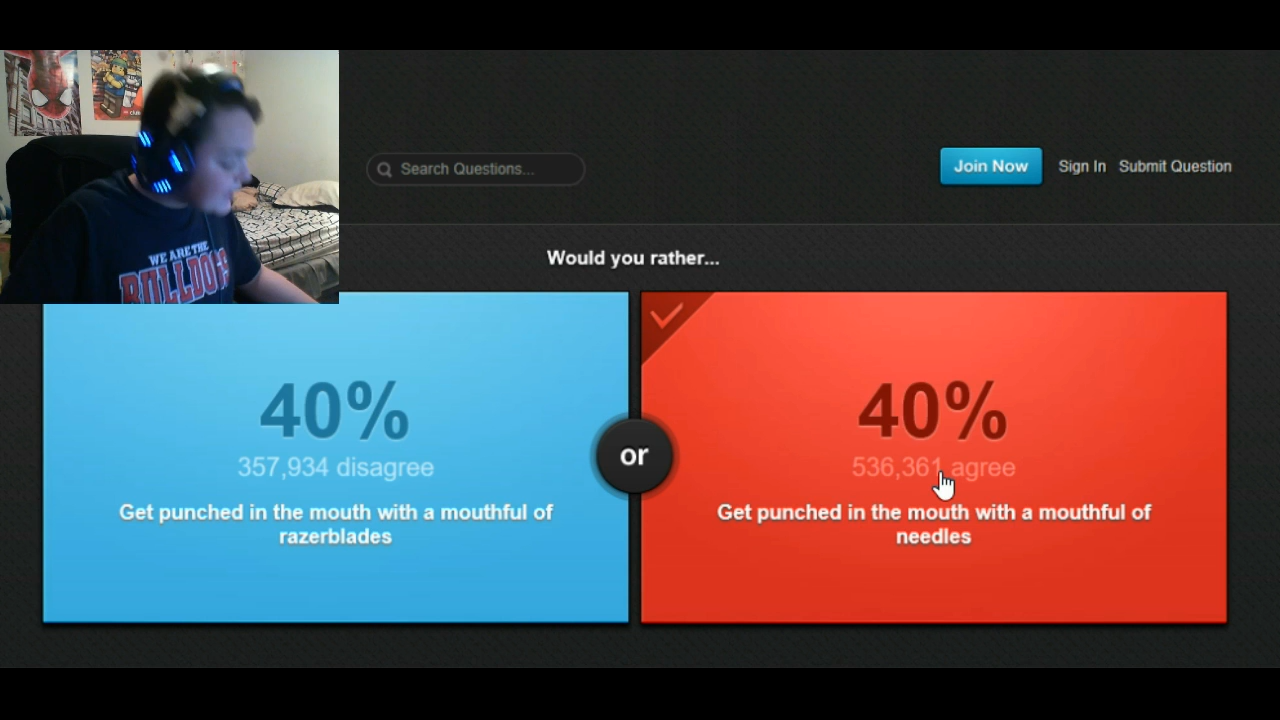 Search Questions...
Join Now
Sign In
Submit Question
WE ARE THE
BULLDOGS
Would you rather...
40%
357,934 disagree
Get punched in the mouth with a mouthful of
razerblades
or
40%
536,361 agree
Get punched in the mouth with a mouthful of
needles